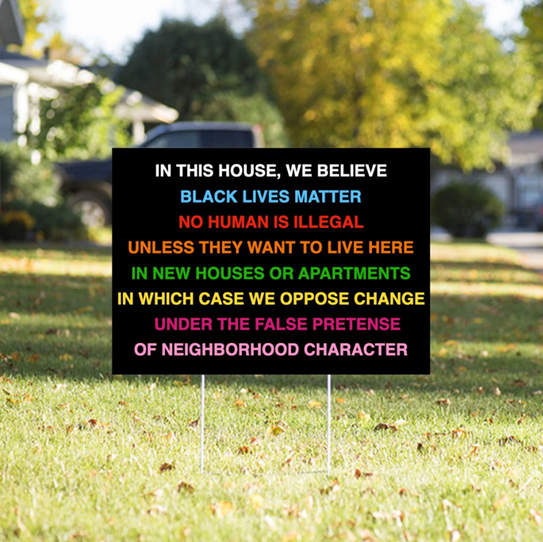 IN THIS HOUSE, WE BELIEVE
BLACK LIVES MATTER
NO HUMAN IS ILLEGAL
UNLESS THEY WANT TO LIVE HERE
IN NEW HOUSES OR APARTMENTS
IN WHICH CASE WE OPPOSE CHANGE
UNDER THE FALSE PRETENSE
OF NEIGHBORHOOD CHARACTER